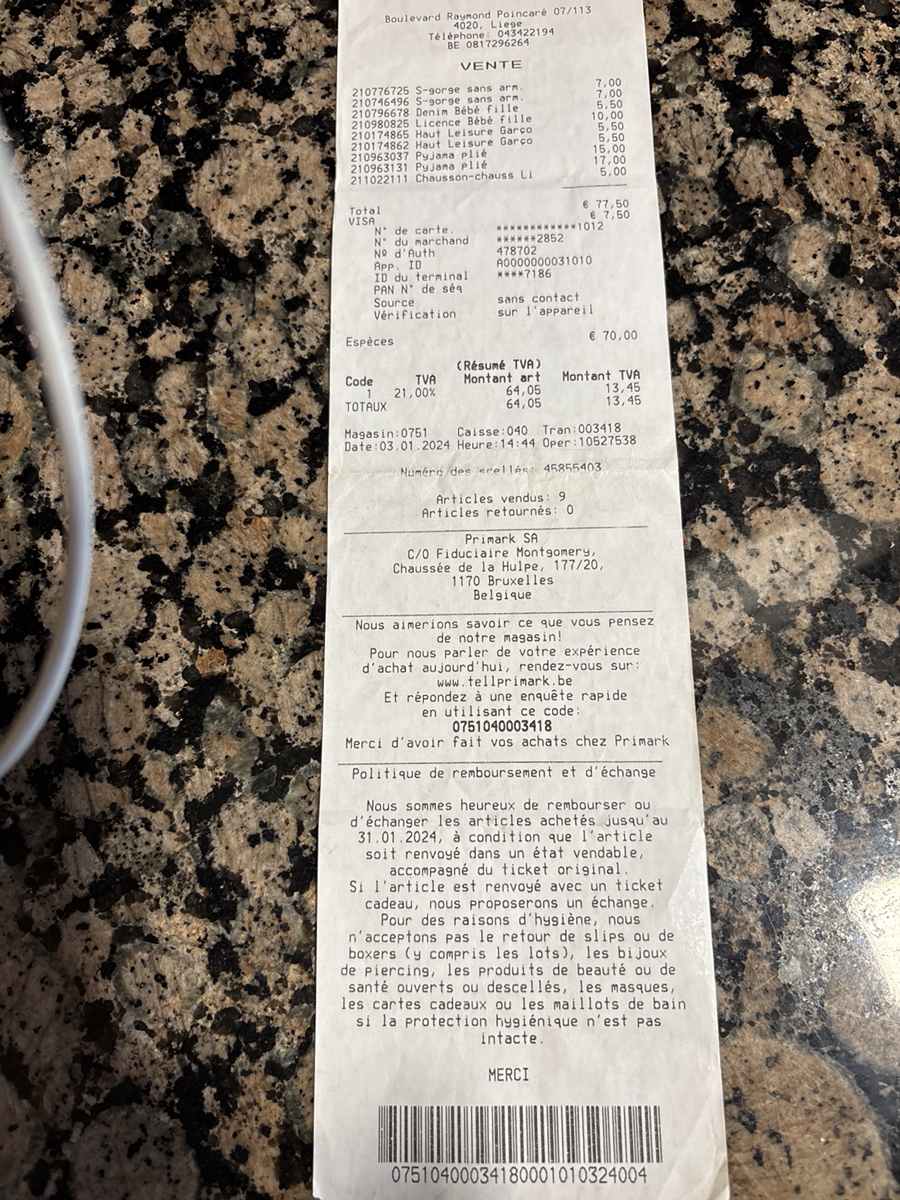 Boulevard Raymond Poincaré 07/113
4020, Liege
Téléphone: 043422194
BE 0817296264
VENTE
210776725 S-gorge sans arm. 7,00
210746496 S-gorge sans arm. 7,00
210796678 Denim Bébé fille 5,50
210980825 Licence Bébé fille 10,00
210174865 Haut Leisure Garço 5,50
210174862 Haut Leisure Garço 5,50
210963037 Pyjama plié 15,00
210963131 Pyjama plié 17,00
211022111 Chausson-chauss Li 5,00
Total € 77,50
VISA € 7,50
N° de carte. ************1012
N° du marchand ******2852
Nº d'Auth 478702
App. ID A0000000031010
ID du terminal ****7186
PAN N° de séq
Source sans contact
Vérification sur l'appareil
Espèces € 70,00
(Résumé TVA)
Code TVA Montant art Montant TVA
1 21,00% 64,05 13,45
TOTAUX 64,05 13,45
Magasin:0751 Caisse:040 Tran:003418
Date:03.01.2024 Heure:14:44 Oper:10527538
Numéro des scellés: 45855403
Articles vendus: 9
Articles retournés: 0
Primark SA
C/O Fiduciaire Montgomery,
Chaussée de la Hulpe, 177/20,
1170 Bruxelles
Belgique
Nous aimerions savoir ce que vous pensez
de notre magasin!
Pour nous parler de votre expérience
d'achat aujourd'hui, rendez-vous sur:
www.tellprimark.be
Et répondez à une enquête rapide
en utilisant ce code:
0751040003418
Merci d'avoir fait vos achats chez Primark
Politique de remboursement et d'échange
Nous sommes heureux de rembourser ou
d'échanger les articles achetés jusqu'au
31.01.2024, à condition que l'article
soit renvoyé dans un état vendable,
accompagné du ticket original.
Si l'article est renvoyé avec un ticket
cadeau, nous proposerons un échange.
Pour des raisons d'hygiène, nous
n'acceptons pas le retour de slips ou de
boxers (y compris les lots), les bijoux
de piercing, les produits de beauté ou de
santé ouverts ou descellés, les masques,
les cartes cadeaux ou les maillots de bain
si la protection hygiénique n'est pas
intacte.
MERCI
07510400034180001010324004